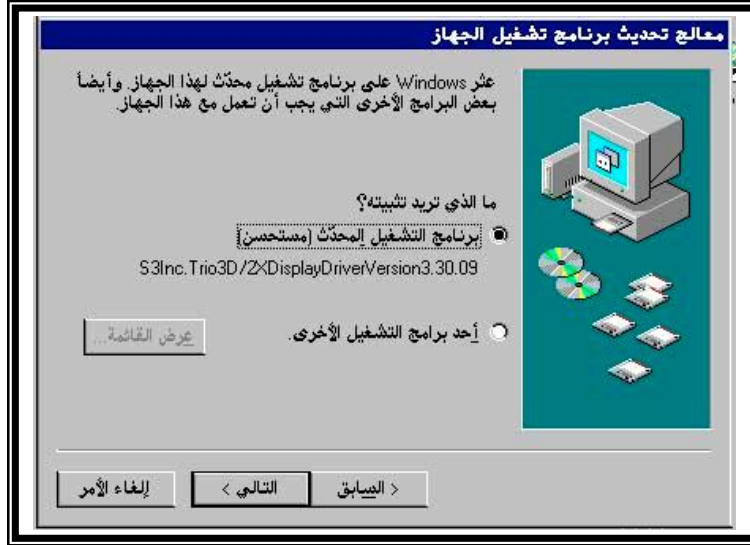 معالج تحديث برنامج تشغيل الجهاز
عثر Windows على برنامج تشغيل محدّث لهذا الجهاز. وأيضاً
بعض البرامج الأخرى التي يجب أن تعمل مع هذا الجهاز.
ما الذي تريد تثبيته؟
برنامج التشغيل المحدّث (مستحسن)
S3Inc.Trio3D/2XDisplayDriverVersion3.30.09
أحد برامج التشغيل الأخرى.
عرض القائمة...
< السابق
التالي >
إلغاء الأمر